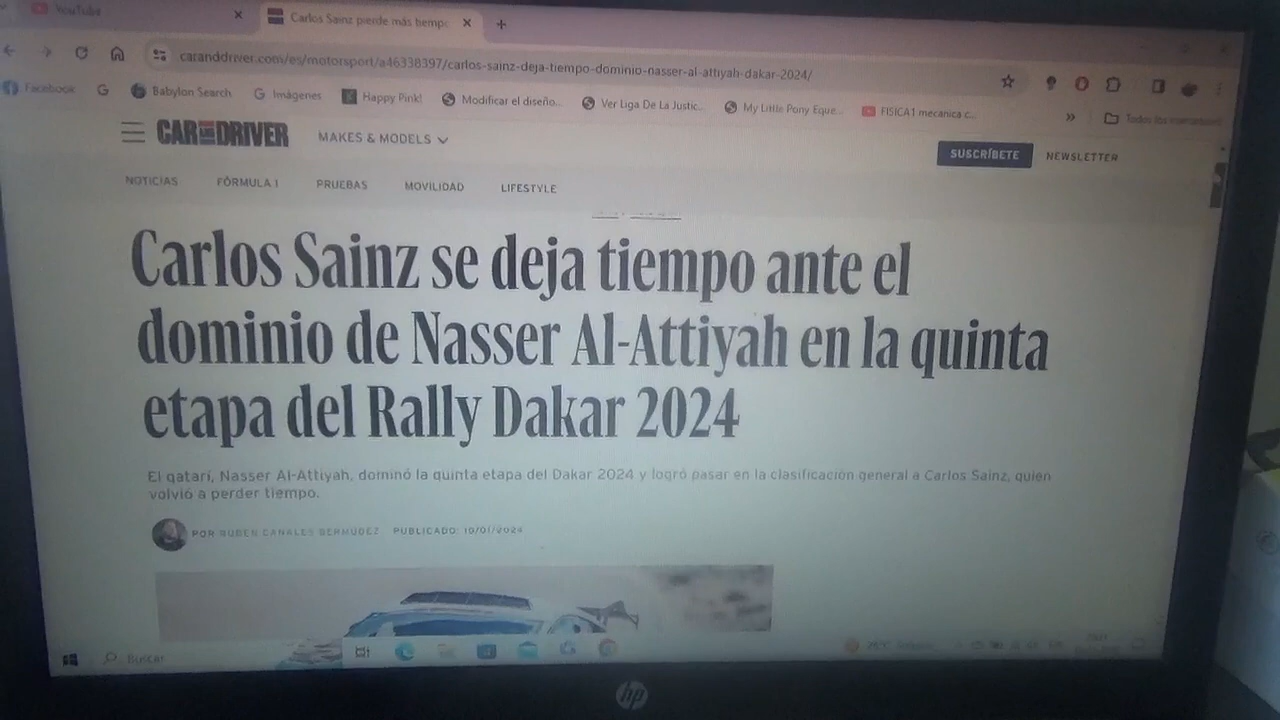 YouTube
Carlos Sainz pierde más tiempo
caranddriver.com/es/motorsport/a46338397/carlos-sainz-deja-tiempo-dominio-nasser-al-attiyah-dakar-2024/
Facebook Babylon Search Imágenes Happy Pink! Modificar el diseño... Ver Liga De La Justic... My Little Pony Eque... FISICA1 mecanica c... »
Todos los marcadores
CAR AND DRIVER MAKES & MODELS
SUSCRÍBETE NEWSLETTER
NOTICIAS FÓRMULA 1 PRUEBAS MOVILIDAD LIFESTYLE
Carlos Sainz se deja tiempo ante el
dominio de Nasser Al-Attiyah en la quinta
etapa del Rally Dakar 2024
El qatarí, Nasser Al-Attiyah, dominó la quinta etapa del Dakar 2024 y logró pasar en la clasificación general a Carlos Sainz, quien
volvió a perder tiempo.
POR RUBEN CANALES BERMUDEZ PUBLICADO: 10/01/2024
Buscar
hp